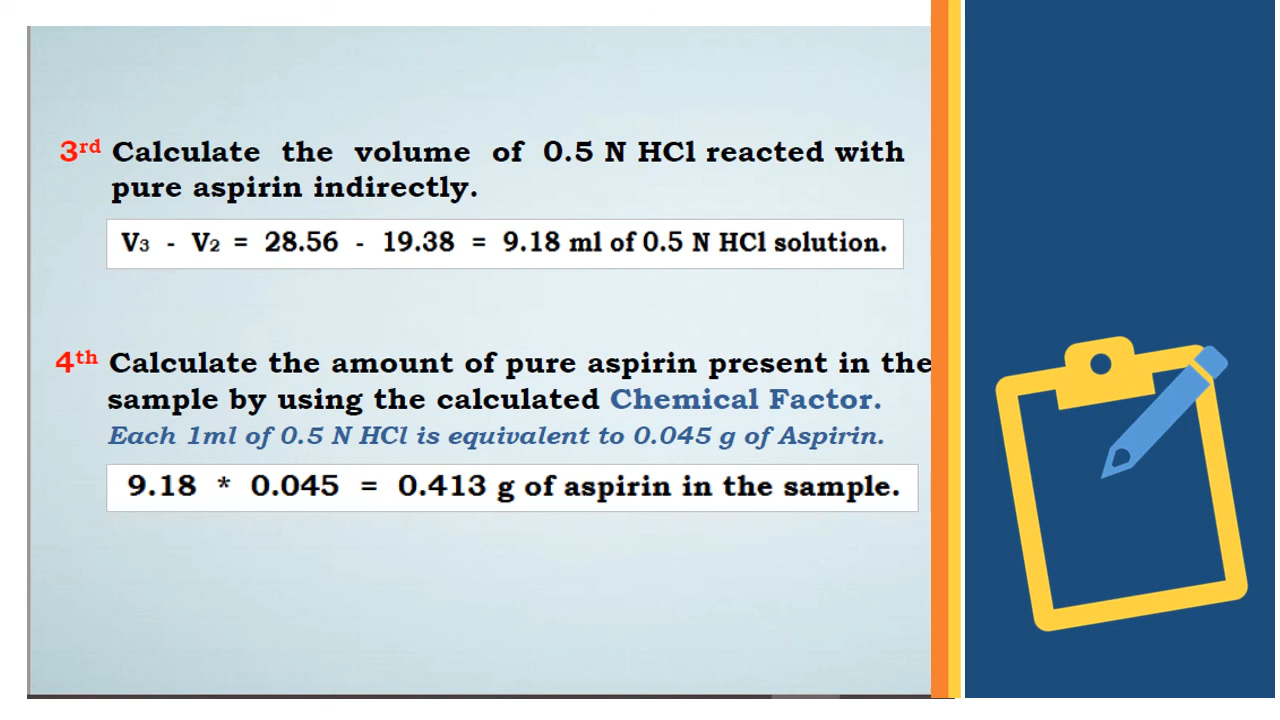 3rd Calculate the volume of 0.5 N HCl reacted with
pure aspirin indirectly.
V3 - V2 = 28.56 - 19.38 = 9.18 ml of 0.5 N HCl solution.
4th Calculate the amount of pure aspirin present in the
sample by using the calculated Chemical Factor.
Each 1ml of 0.5 N HCl is equivalent to 0.045 g of Aspirin.
9.18 * 0.045 = 0.413 g of aspirin in the sample.